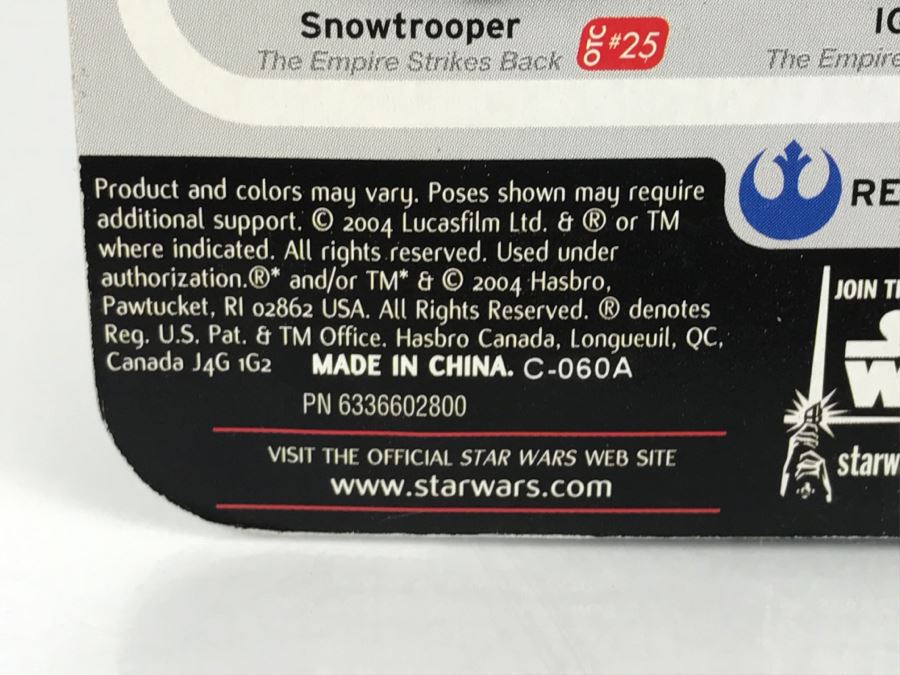 Snowtrooper
The Empire Strikes Back
OTC #25
IG
The Empire
Product and colors may vary. Poses shown may require
additional support. © 2004 Lucasfilm Ltd. & ® or TM
where indicated. All rights reserved. Used under
authorization.®* and/or TM* & © 2004 Hasbro,
Pawtucket, RI 02862 USA. All Rights Reserved. ® denotes
Reg. U.S. Pat. & TM Office. Hasbro Canada, Longueuil, QC,
Canada J4G 1G2 MADE IN CHINA. C-060A
PN 6336602800
VISIT THE OFFICIAL STAR WARS WEB SITE
www.starwars.com
RE
JOIN T
starw